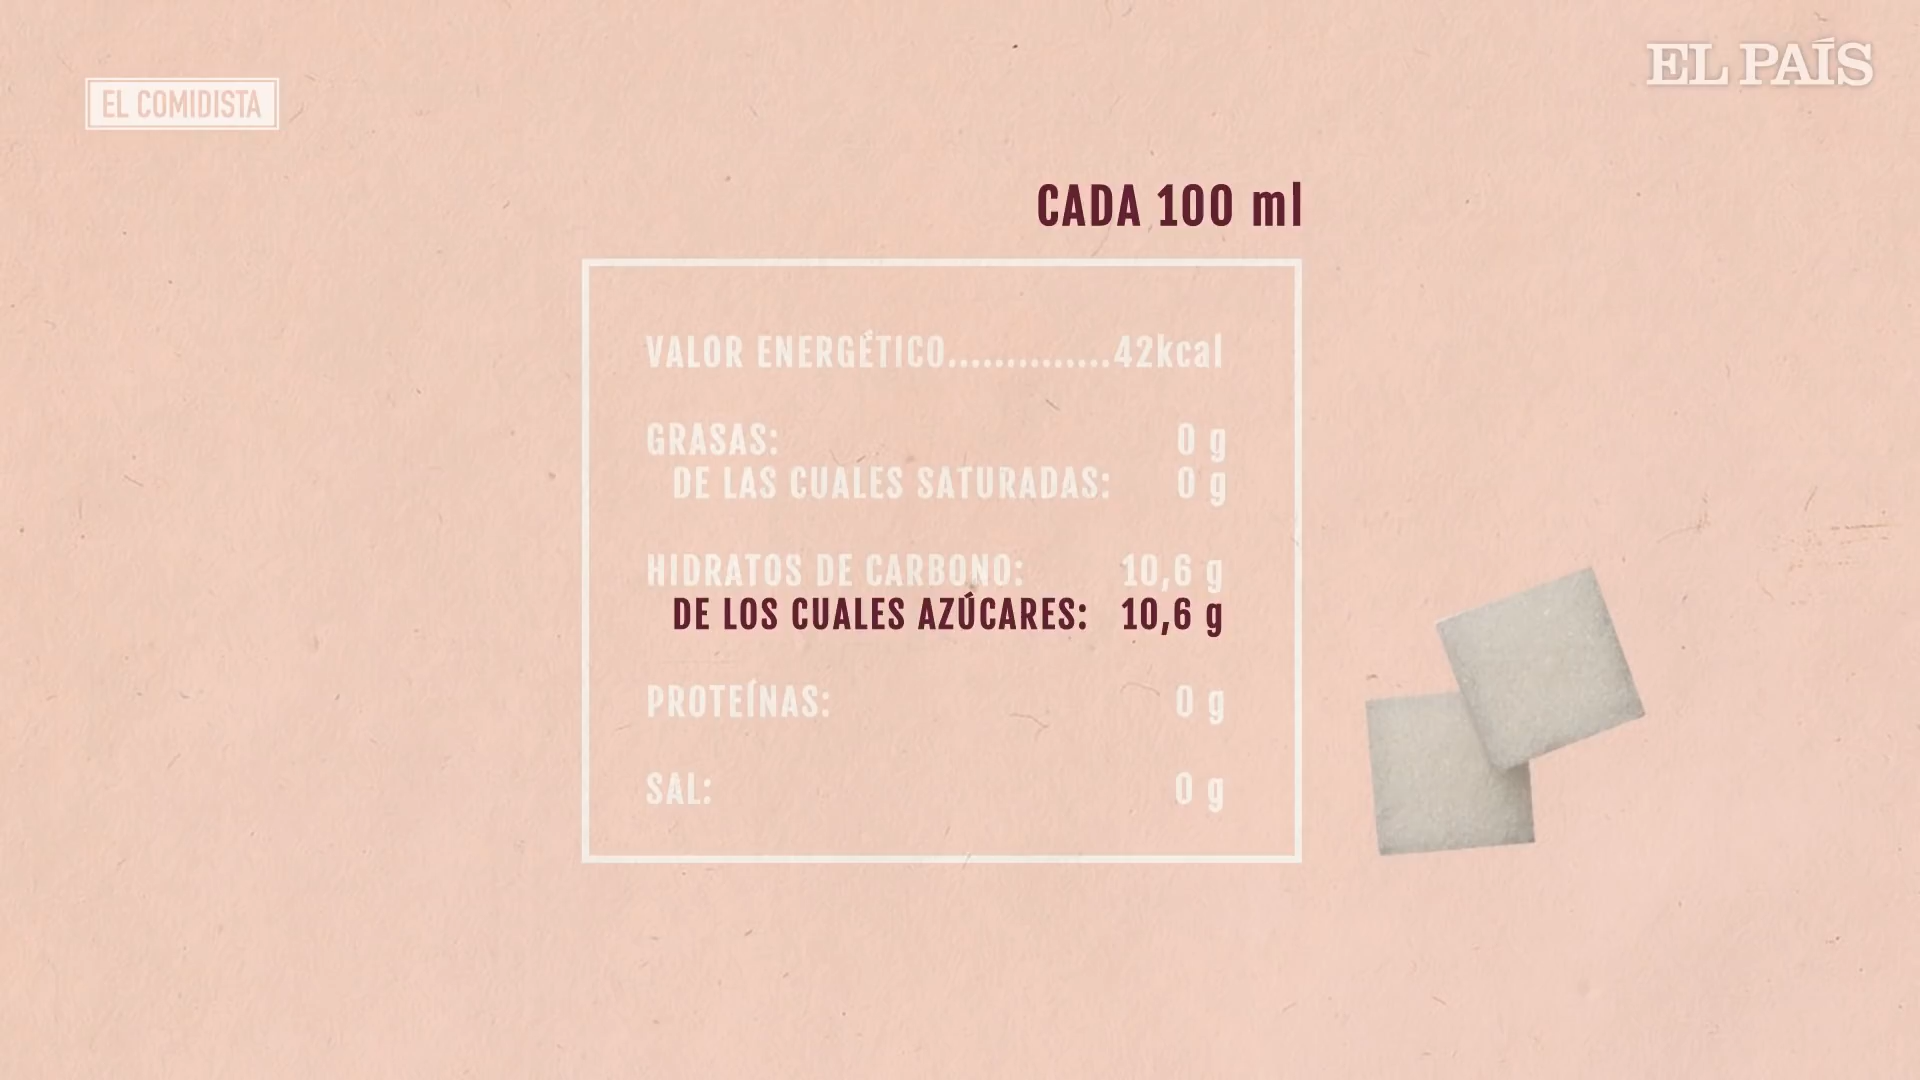 EL COMIDISTA
EL PAÍS
CADA 100 ml
VALOR ENERGÉTICO..............42kcal
GRASAS: 0 g
DE LAS CUALES SATURADAS: 0 g
HIDRATOS DE CARBONO: 10,6 g
DE LOS CUALES AZÚCARES: 10,6 g
PROTEÍNAS: 0 g
SAL: 0 g